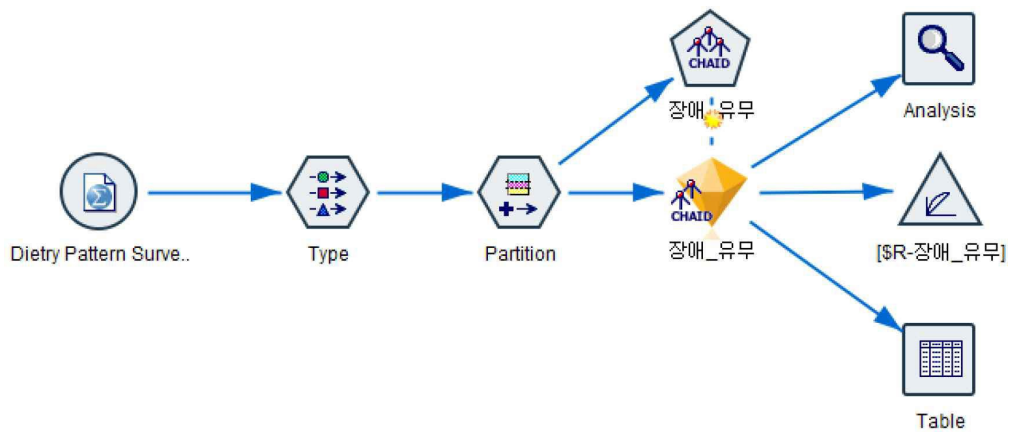 CHAID
장애_유무
Analysis
Dietry Pattern Surve..
Type
Partition
CHAID
장애_유무
[$R-장애_유무]
Table